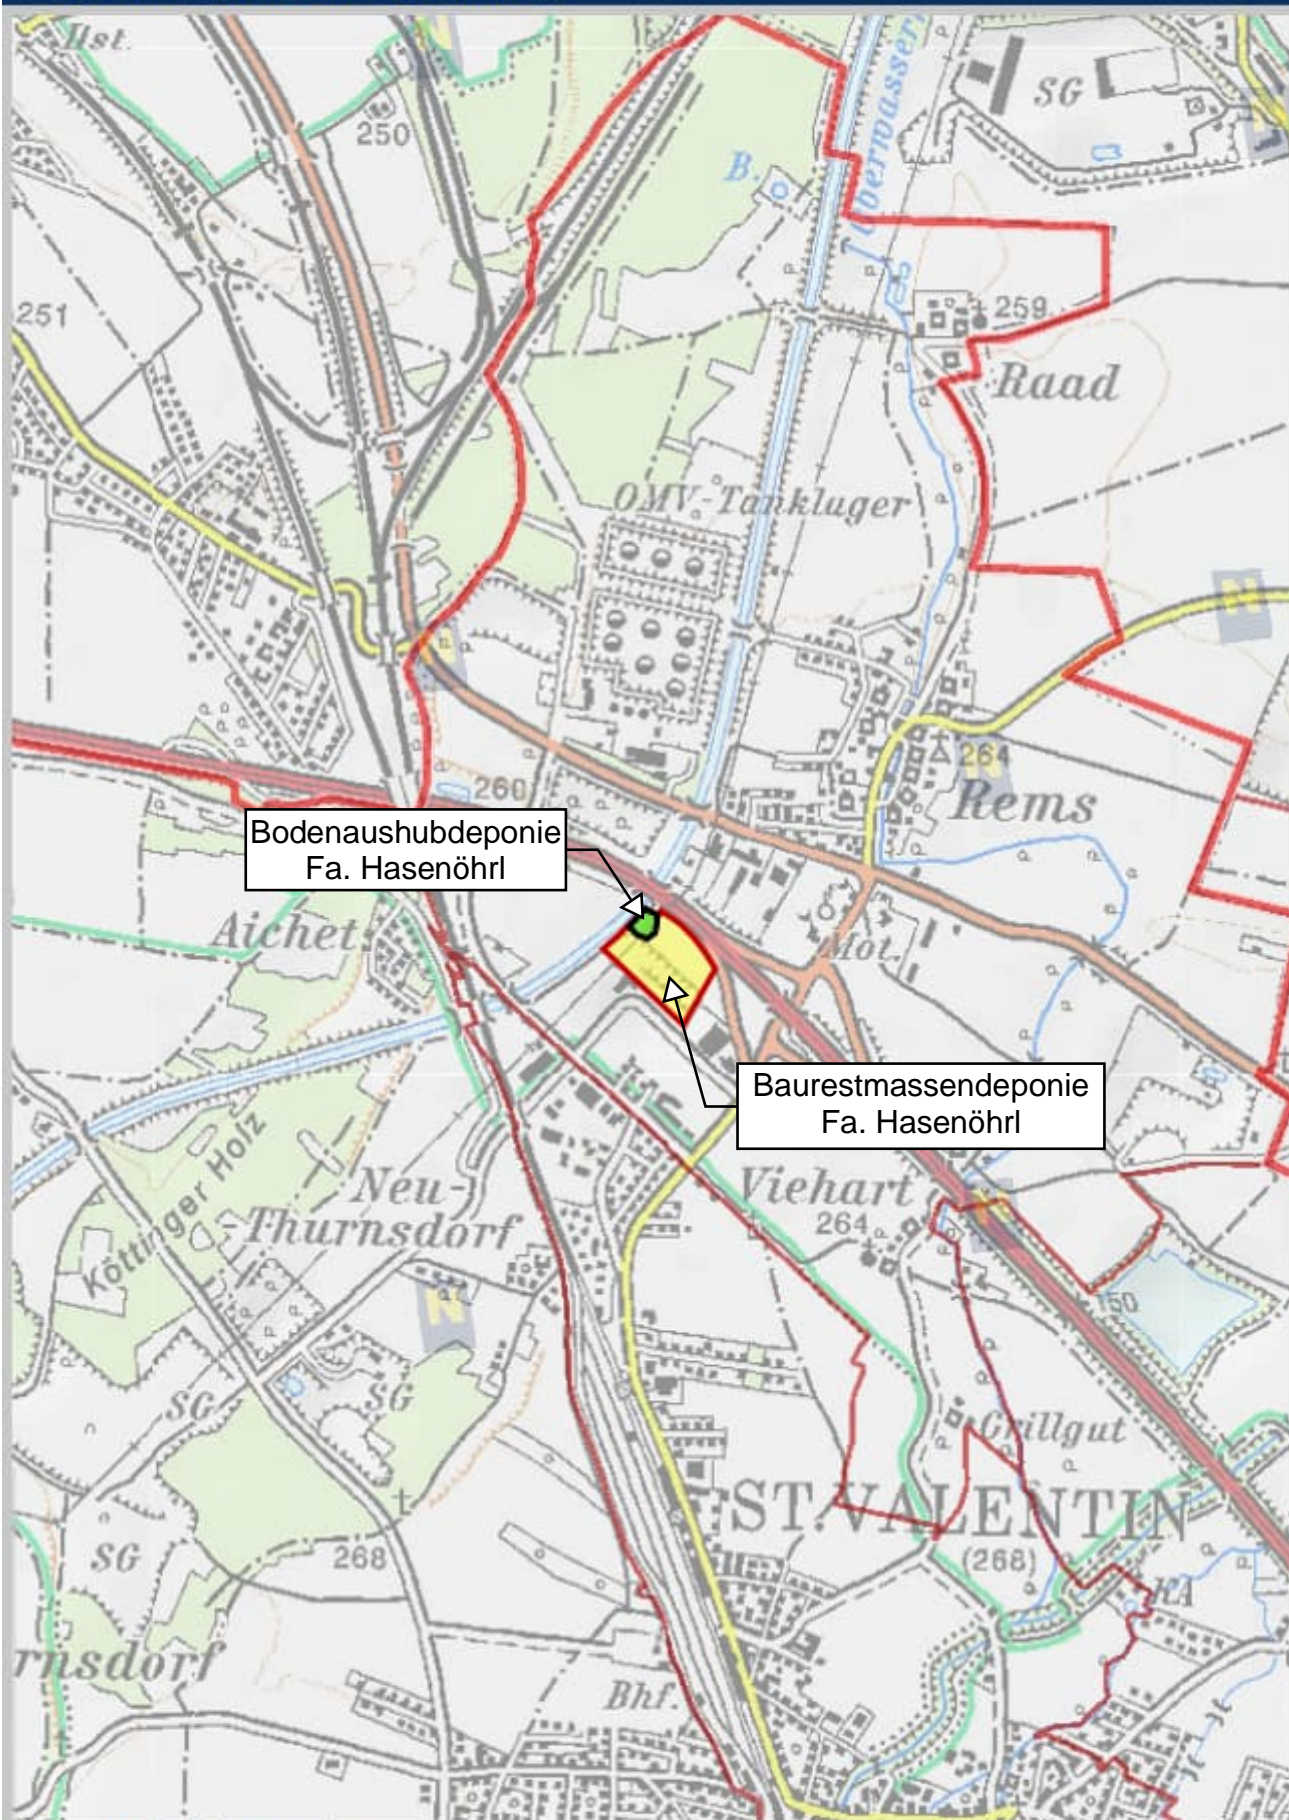 Hst.
250
SG
Oberwasser
B.
251
259
Raad
OMV-Tankluger
N
264
Rems
260
Bodenaushubdeponie
Fa. Hasenöhrl
Aichet
Mot.
Baurestmassendeponie
Fa. Hasenöhrl
Köttinger Holz
Neu-
-Thurnsdorf
Viehart
264
N
150
SG
SG
Grillgut
ST. VALENTIN
(268)
SG
268
KA
rnsdorf
Bhf.